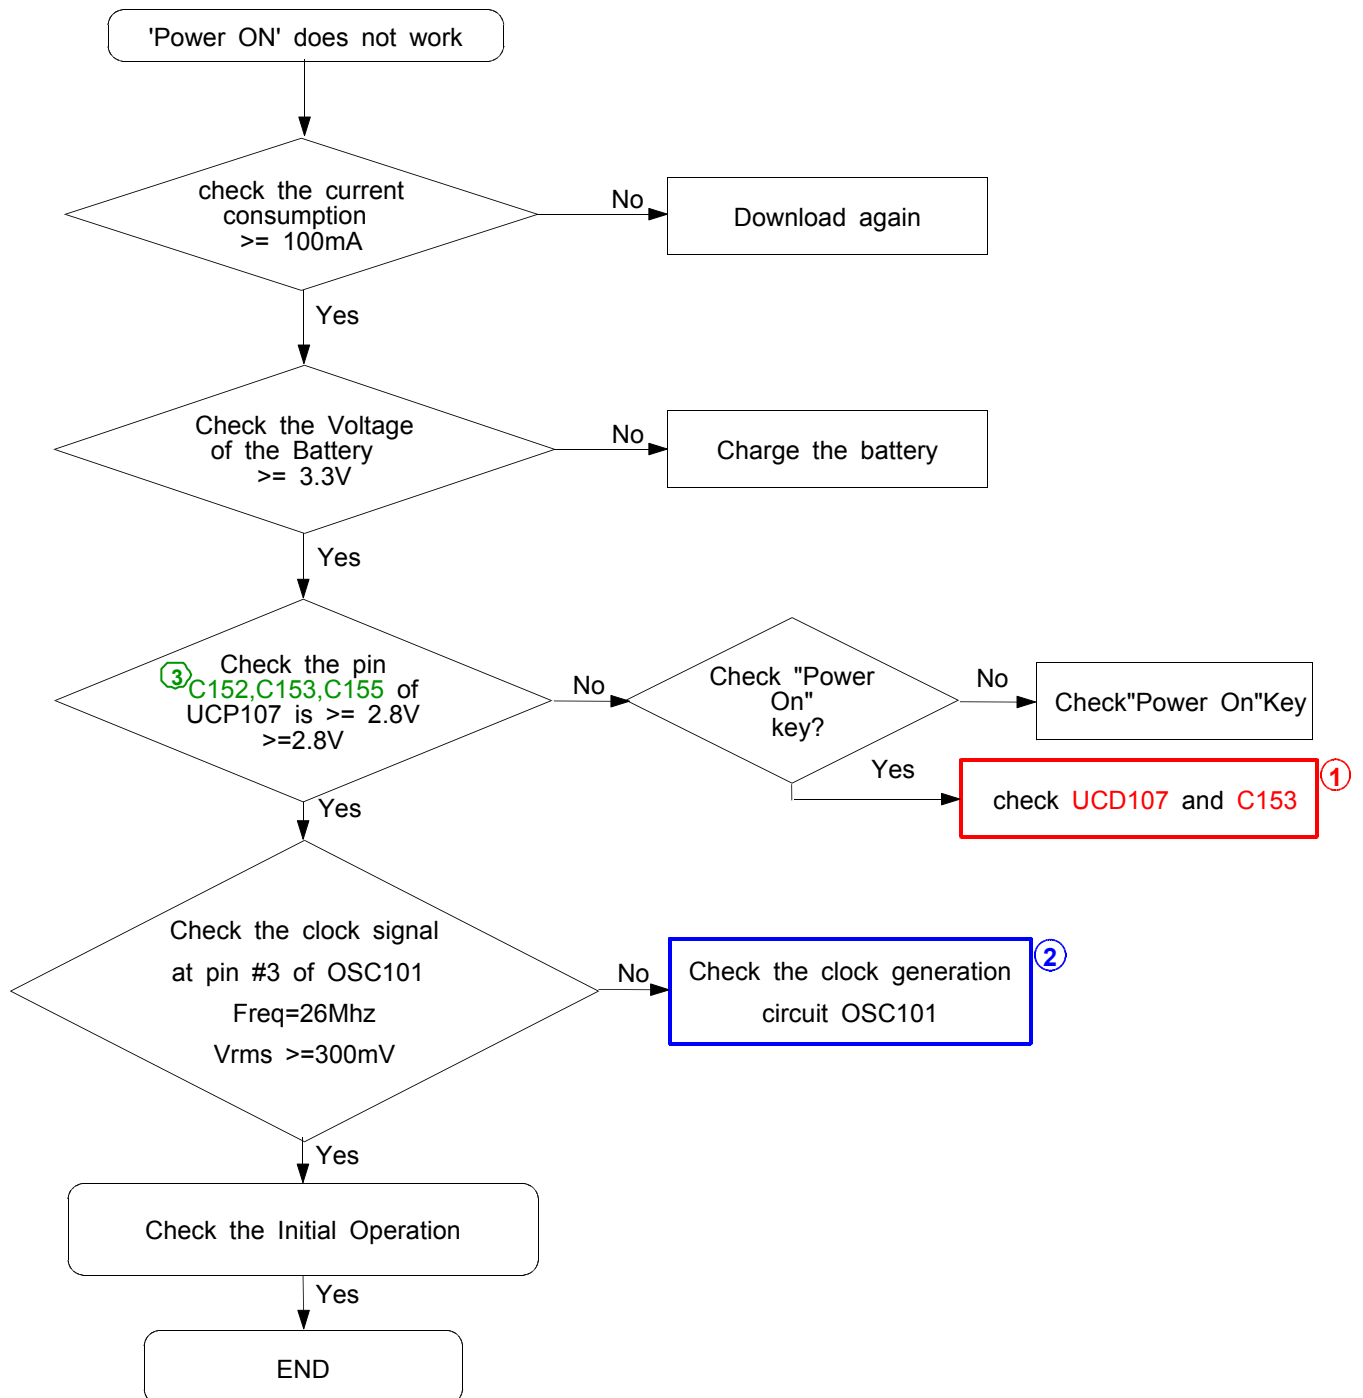 'Power ON' does not work
check the current
consumption
>= 100mA
No
Download again
Yes
Check the Voltage
of the Battery
>= 3.3V
No
Charge the battery
Yes
Check the pin
3
C152,C153,C155 of
UCP107 is >= 2.8V
>=2.8V
No
Check "Power
On"
key?
No
Check"Power On"Key
Yes
1
check UCD107 and C153
Yes
Check the clock signal
at pin #3 of OSC101
Freq=26Mhz
Vrms >=300mV
No
2
Check the clock generation
circuit OSC101
Yes
Check the Initial Operation
Yes
END